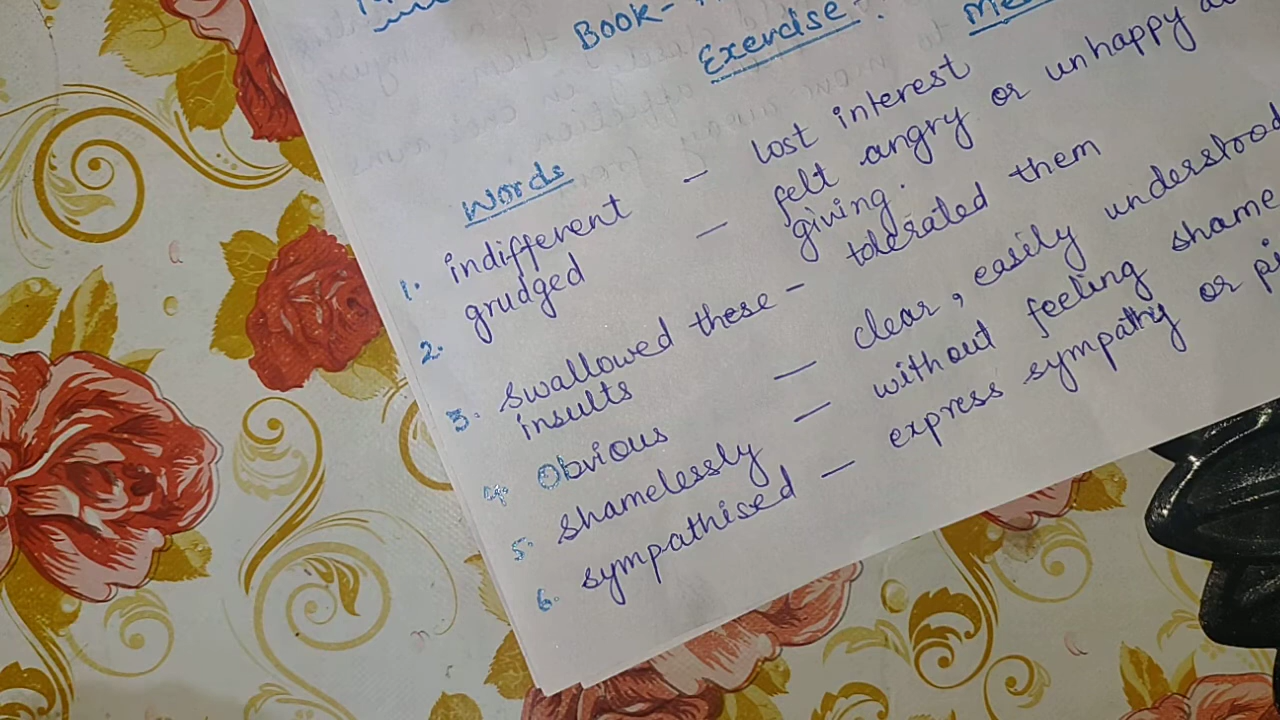 BOOK-
Exercise:
Words
1. indifferent — lost interest
2. grudged — felt angry or unhappy
giving.
3. swallowed these - tolerated them
insults
4. Obvious — clear, easily understood
5. shamelessly — without feeling shame
6. sympathised — express sympathy or